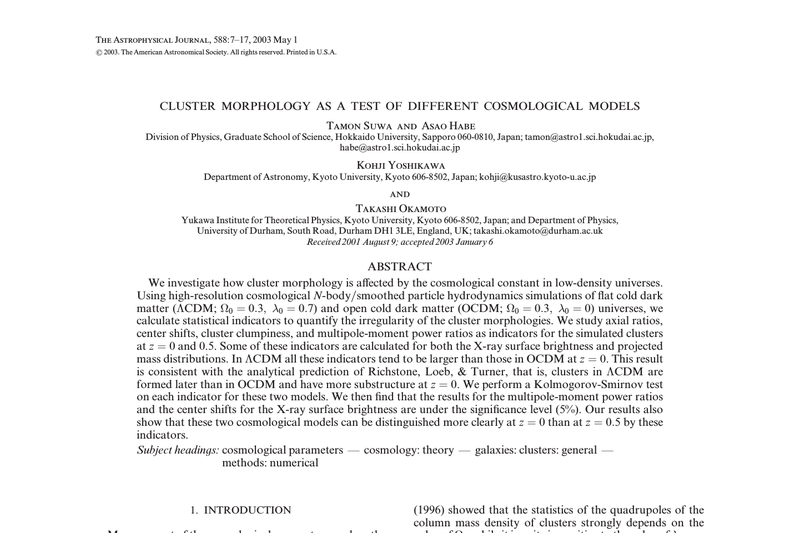 THE ASTROPHYSICAL JOURNAL, 588:7–17, 2003 May 1
© 2003. The American Astronomical Society. All rights reserved. Printed in U.S.A.
CLUSTER MORPHOLOGY AS A TEST OF DIFFERENT COSMOLOGICAL MODELS
Tamon Suwa and Asao Habe
Division of Physics, Graduate School of Science, Hokkaido University, Sapporo 060-0810, Japan; tamon@astro1.sci.hokudai.ac.jp,
habe@astro1.sci.hokudai.ac.jp
Kohji Yoshikawa
Department of Astronomy, Kyoto University, Kyoto 606-8502, Japan; kohji@kusastro.kyoto-u.ac.jp
and
Takashi Okamoto
Yukawa Institute for Theoretical Physics, Kyoto University, Kyoto 606-8502, Japan; and Department of Physics,
University of Durham, South Road, Durham DH1 3LE, England, UK; takashi.okamoto@durham.ac.uk
Received 2001 August 9; accepted 2003 January 6
ABSTRACT
We investigate how cluster morphology is affected by the cosmological constant in low-density universes.
Using high-resolution cosmological N-body/smoothed particle hydrodynamics simulations of flat cold dark
matter (ΛCDM; Ω0 = 0.3, λ0 = 0.7) and open cold dark matter (OCDM; Ω0 = 0.3, λ0 = 0) universes, we
calculate statistical indicators to quantify the irregularity of the cluster morphologies. We study axial ratios,
center shifts, cluster clumpiness, and multipole-moment power ratios as indicators for the simulated clusters
at z = 0 and 0.5. Some of these indicators are calculated for both the X-ray surface brightness and projected
mass distributions. In ΛCDM all these indicators tend to be larger than those in OCDM at z = 0. This result
is consistent with the analytical prediction of Richstone, Loeb, & Turner, that is, clusters in ΛCDM are
formed later than in OCDM and have more substructure at z = 0. We perform a Kolmogorov-Smirnov test
on each indicator for these two models. We then find that the results for the multipole-moment power ratios
and the center shifts for the X-ray surface brightness are under the significance level (5%). Our results also
show that these two cosmological models can be distinguished more clearly at z = 0 than at z = 0.5 by these
indicators.
Subject headings: cosmological parameters — cosmology: theory — galaxies: clusters: general —
methods: numerical
1. INTRODUCTION
(1996) showed that the statistics of the quadrupoles of the
column mass density of clusters strongly depends on the